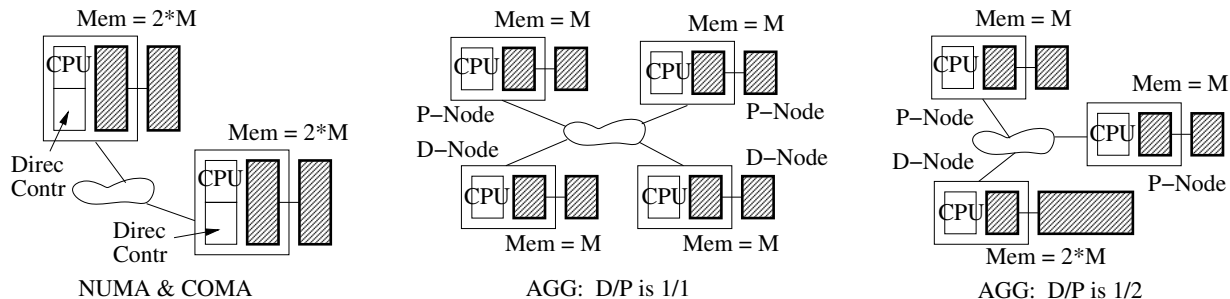 Mem = 2*M
CPU
Direc
Contr
Mem = 2*M
CPU
Direc
Contr
NUMA & COMA
Mem = M
CPU
P-Node
Mem = M
CPU
P-Node
D-Node
CPU
Mem = M
D-Node
CPU
Mem = M
AGG: D/P is 1/1
Mem = M
CPU
P-Node
Mem = M
CPU
P-Node
D-Node
CPU
Mem = 2*M
AGG: D/P is 1/2